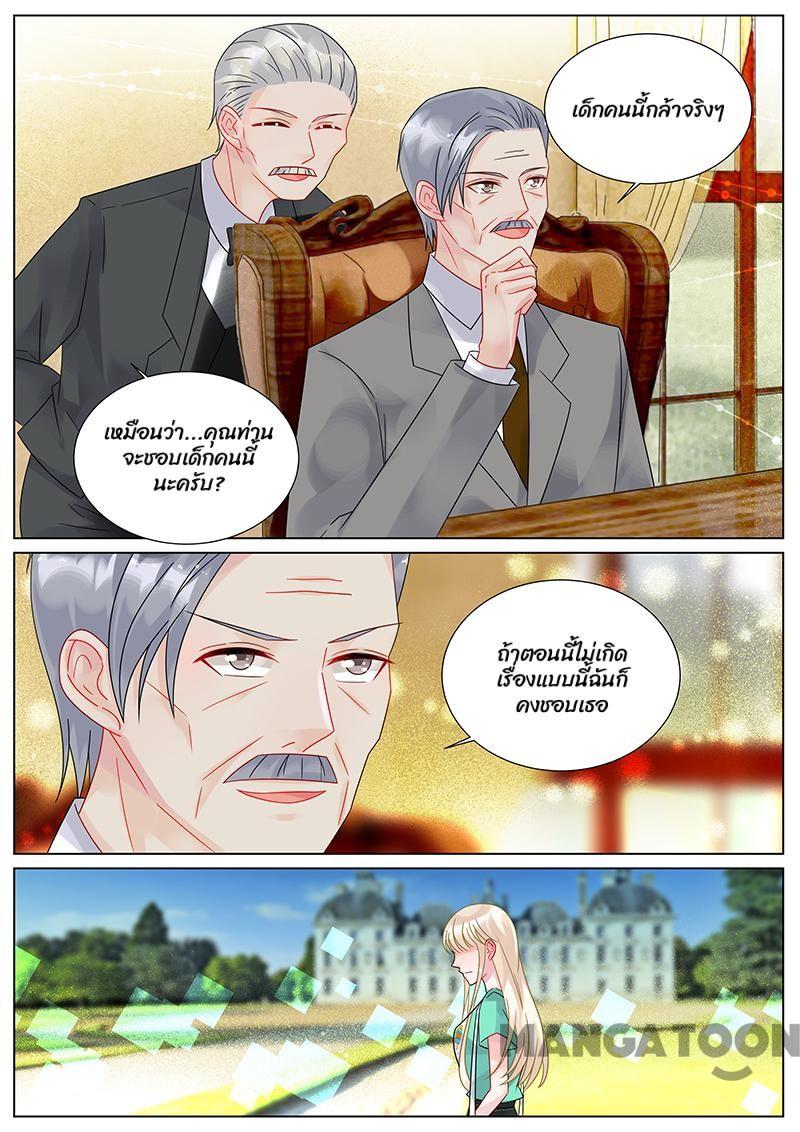 เด็กคนนี้กล้าจริงๆ
เหมือนว่า...คุณท่าน
จะชอบเด็กคนนี้
นะครับ?
ถ้าตอนนี้ไม่เกิด
เรื่องแบบนี้ฉันก็
คงชอบเธอ
MANGATOON